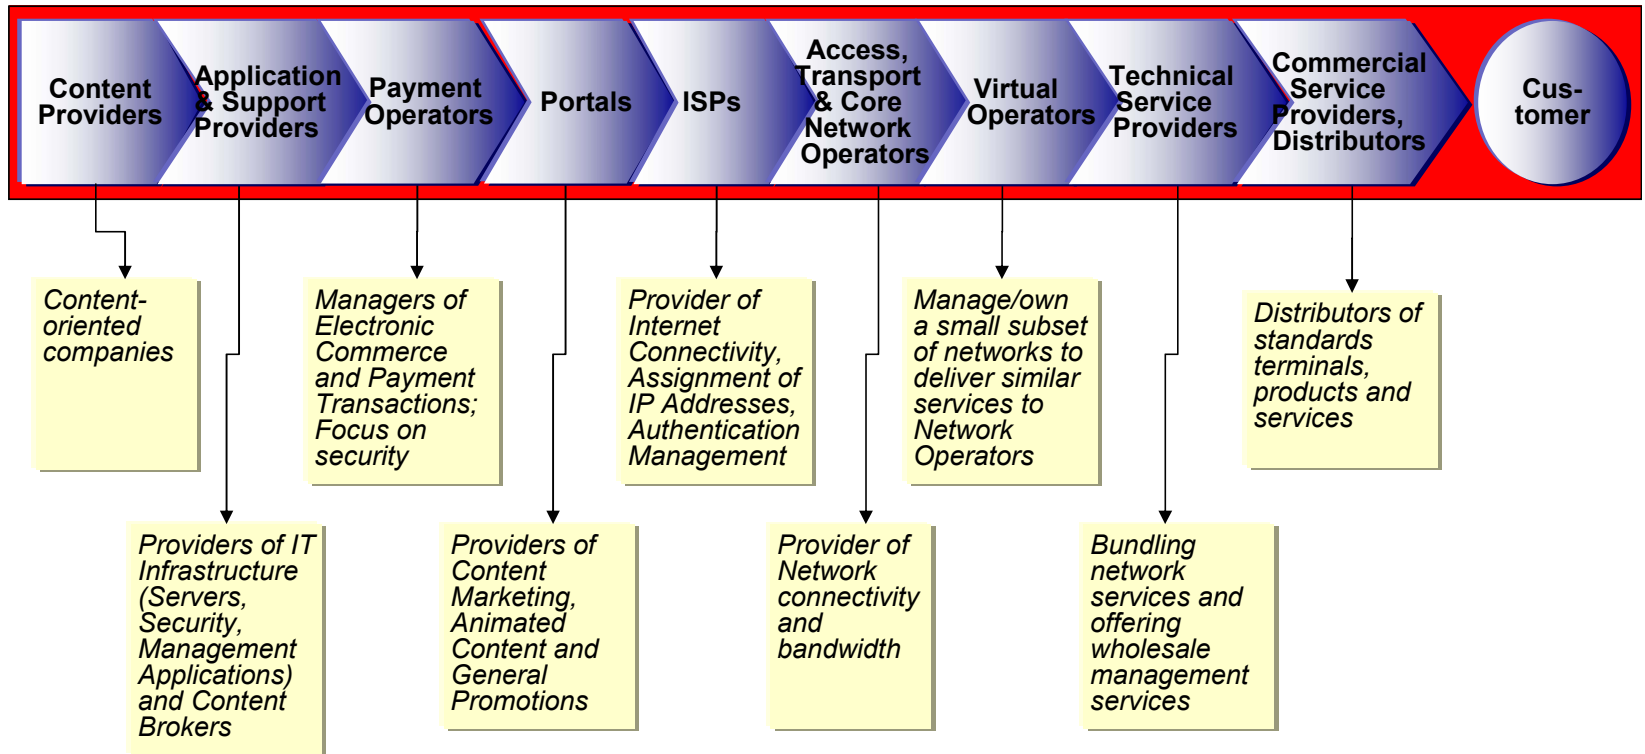 Content
Providers
Application
& Support
Providers
Payment
Operators
Portals
ISPs
Access,
Transport
& Core
Network
Operators
Virtual
Operators
Technical
Service
Providers
Commercial
Service
Providers,
Distributors
Cus-
tomer
Content-
oriented
companies
Managers of
Electronic
Commerce
and Payment
Transactions;
Focus on
security
Provider of
Internet
Connectivity,
Assignment of
IP Addresses,
Authentication
Management
Manage/own
a small subset
of networks to
deliver similar
services to
Network
Operators
Distributors of
standards
terminals,
products and
services
Providers of IT
Infrastructure
(Servers,
Security,
Management
Applications)
and Content
Brokers
Providers of
Content
Marketing,
Animated
Content and
General
Promotions
Provider of
Network
connectivity
and
bandwidth
Bundling
network
services and
offering
wholesale
management
services